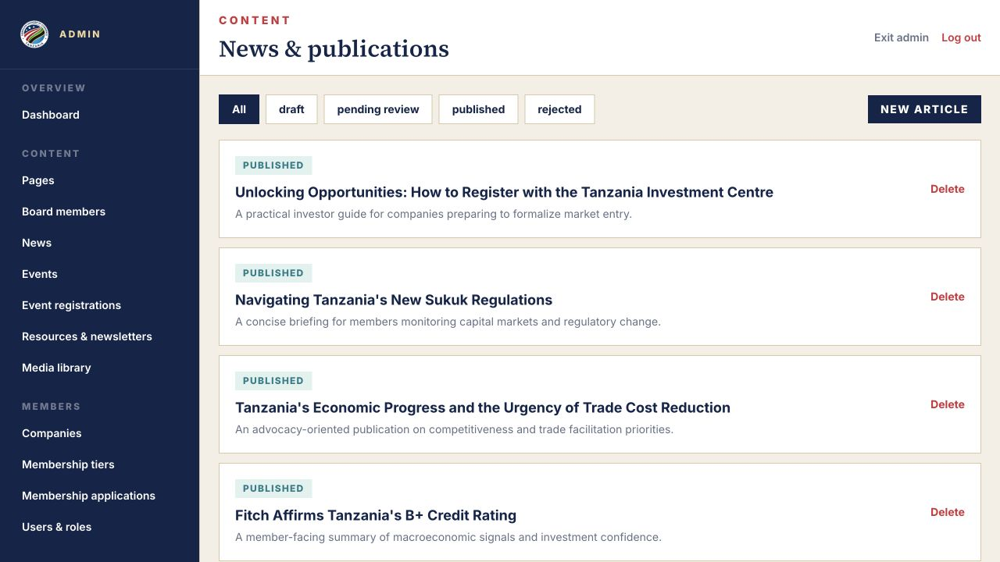 ADMIN
OVERVIEW
Dashboard
CONTENT
Pages
Board members
News
Events
Event registrations
Resources & newsletters
Media library
MEMBERS
Companies
Membership tiers
Membership applications
Users & roles
CONTENT
News & publications
Exit admin
Log out
All
draft
pending review
published
rejected
NEW ARTICLE
PUBLISHED
Unlocking Opportunities: How to Register with the Tanzania Investment Centre
A practical investor guide for companies preparing to formalize market entry.
Delete
PUBLISHED
Navigating Tanzania's New Sukuk Regulations
A concise briefing for members monitoring capital markets and regulatory change.
Delete
PUBLISHED
Tanzania's Economic Progress and the Urgency of Trade Cost Reduction
An advocacy-oriented publication on competitiveness and trade facilitation priorities.
Delete
PUBLISHED
Fitch Affirms Tanzania's B+ Credit Rating
A member-facing summary of macroeconomic signals and investment confidence.
Delete